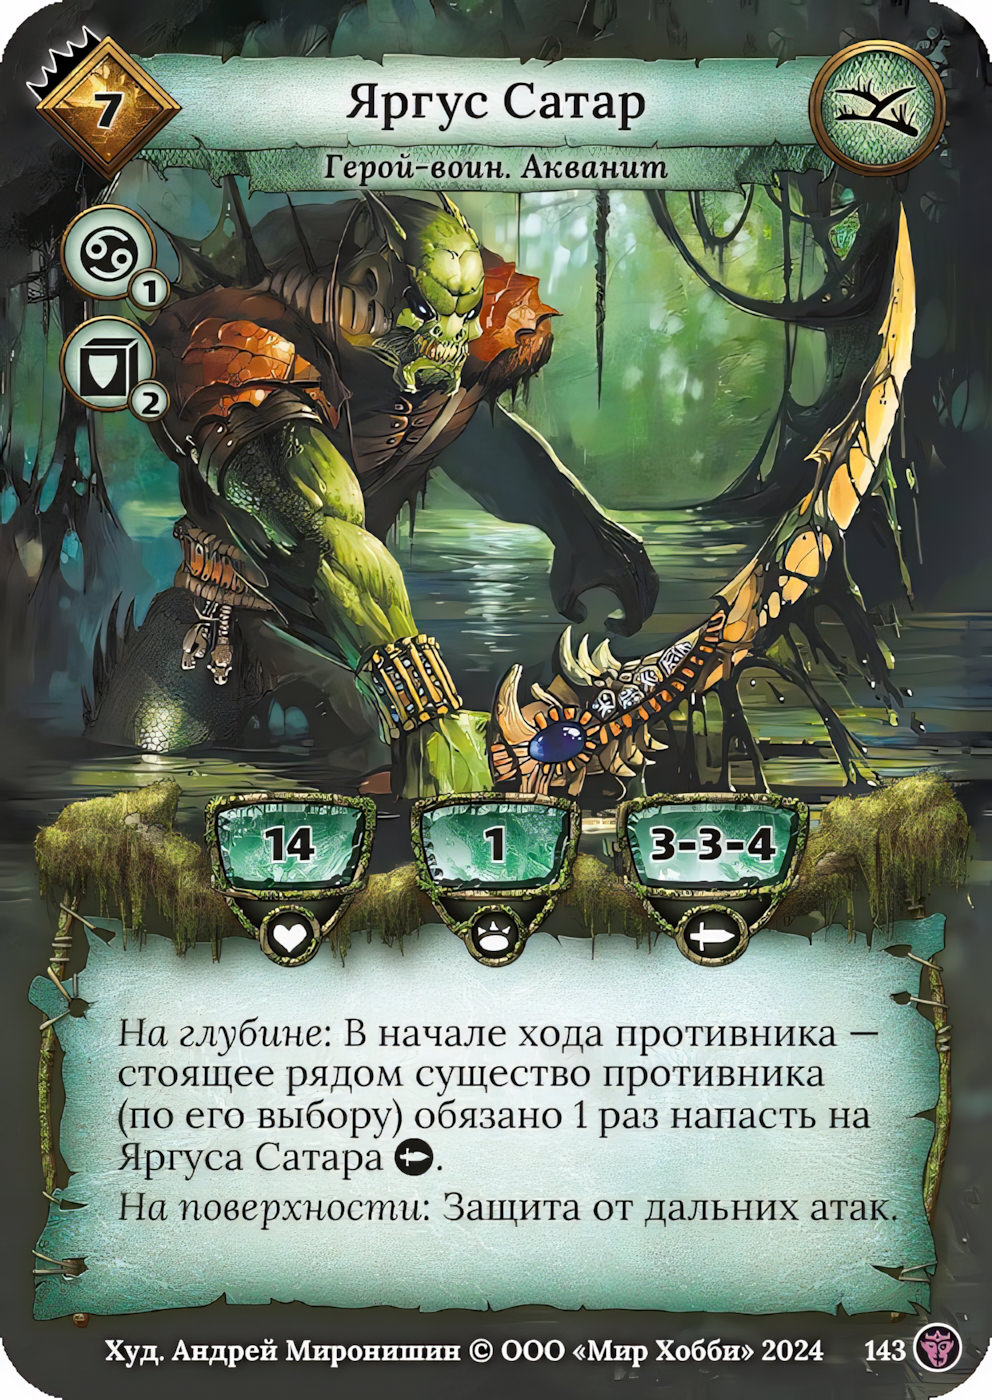 7
Яргус Сатар
Герой-воин. Акванит
1
2
14
1
3-3-4
На глубине: В начале хода противника —
стоящее рядом существо противника
(по его выбору) обязано 1 раз напасть на
Яргуса Сатара.
На поверхности: Защита от дальних атак.
Худ. Андрей Миронишин © ООО «Мир Хобби» 2024 143